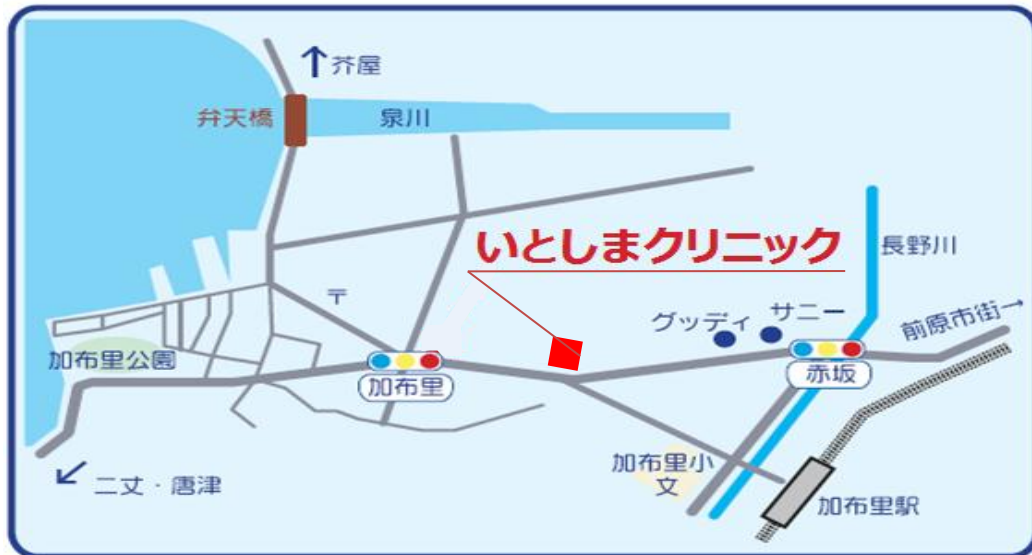 ↑芥屋
弁天橋
泉川
いとしまクリニック
長野川
〒
サニー
グッディ
前原市街→
加布里公園
加布里
赤坂
加布里小
文
二丈・唐津
加布里駅